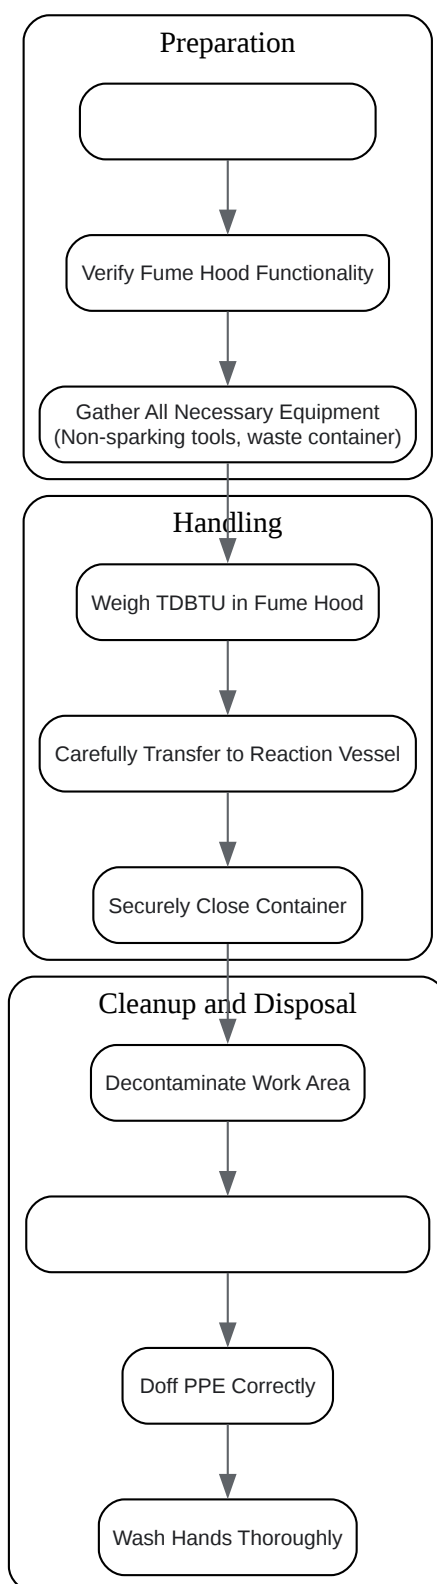 Preparation
Verify Fume Hood Functionality
Gather All Necessary Equipment
(Non-sparking tools, waste container)
Handling
Weigh TDBTU in Fume Hood
Carefully Transfer to Reaction Vessel
Securely Close Container
Cleanup and Disposal
Decontaminate Work Area
Doff PPE Correctly
Wash Hands Thoroughly